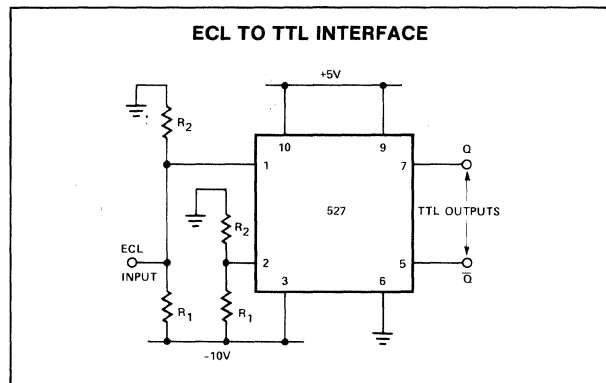 ECL TO TTL INTERFACE
+5V
R2
10
9
1
7
Q
527
TTL OUTPUTS
R2
ECL
INPUT
2
5
Q̅
3
6
R1
R1
-10V